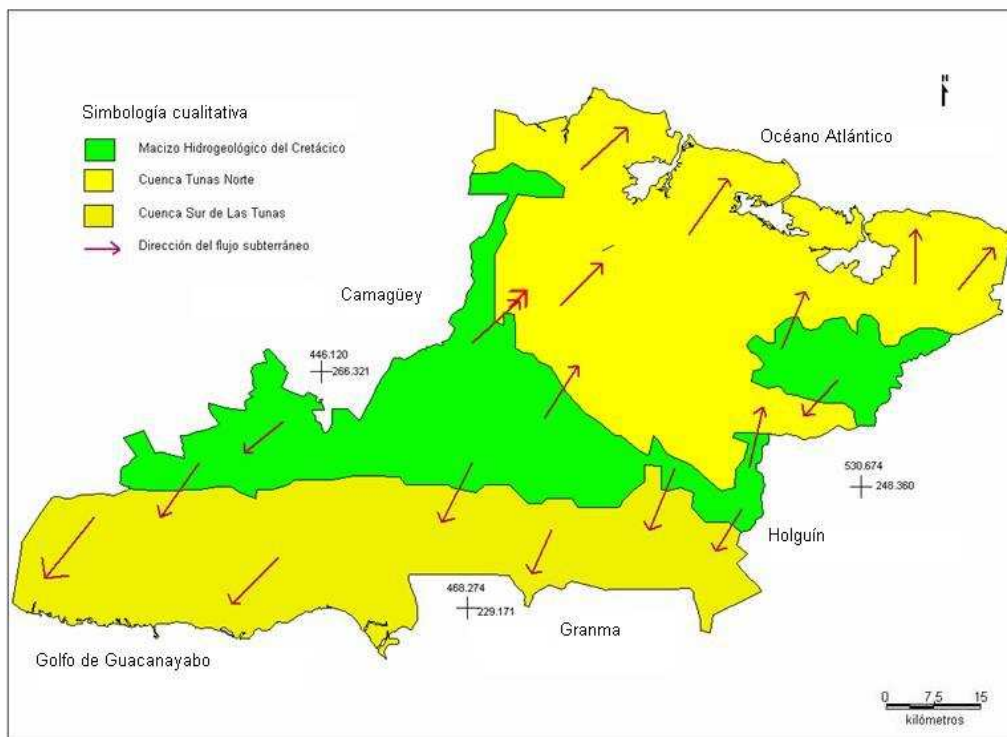 Simbología cualitativa
Macizo Hidrogeológico del Cretácico
Cuenca Tunas Norte
Cuenca Sur de Las Tunas
Dirección del flujo subterráneo
Océano Atlántico
Camagüey
446.120
266.321
530.674
248.360
Holguín
468.274
229.171
Granma
Golfo de Guacanayabo
0 7,5 15
kilómetros